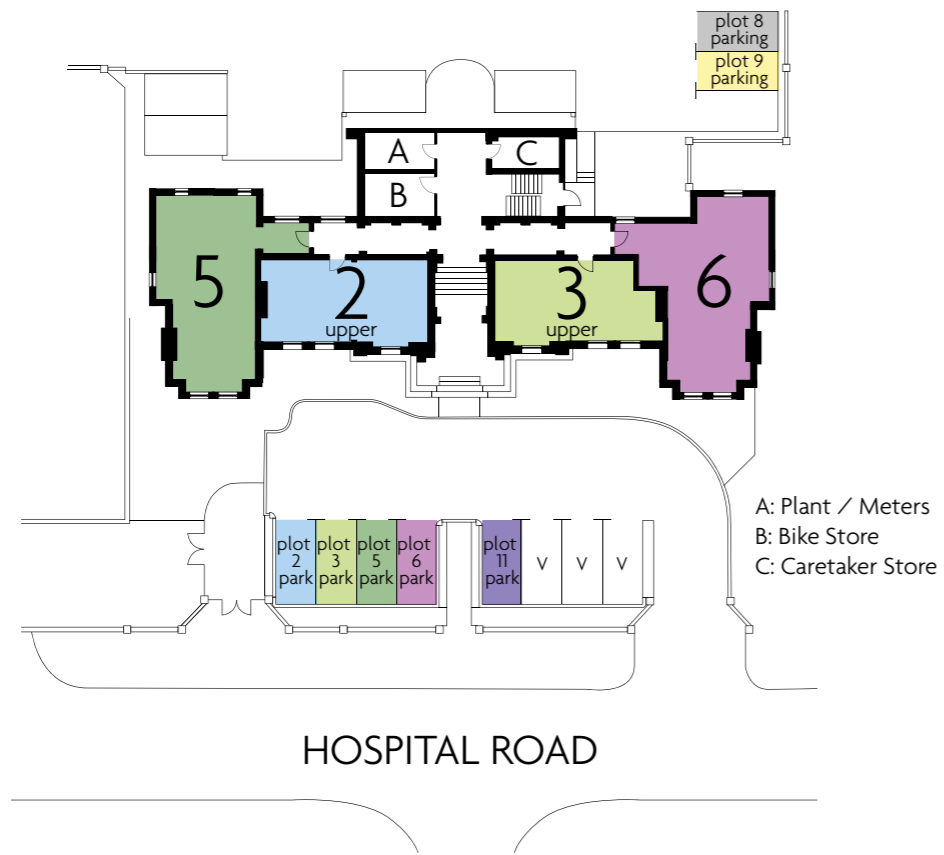 plot 8
parking
plot 9
parking
A
C
B
5
2
upper
3
upper
6
A: Plant / Meters
B: Bike Store
C: Caretaker Store
plot
2
park
plot
3
park
plot
5
park
plot
6
park
plot
11
park
v
v
v
HOSPITAL ROAD